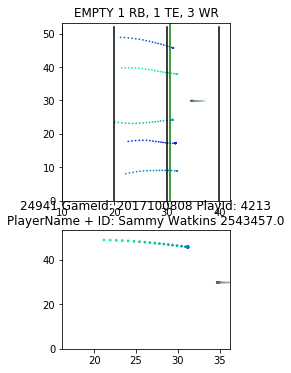 EMPTY 1 RB, 1 TE, 3 WR
50
40
30
20
10
0
10 20 30 40
24941 GameId: 2017100808 PlayId: 4213
PlayerName + ID: Sammy Watkins 2543457.0
40
20
0
20 25 30 35